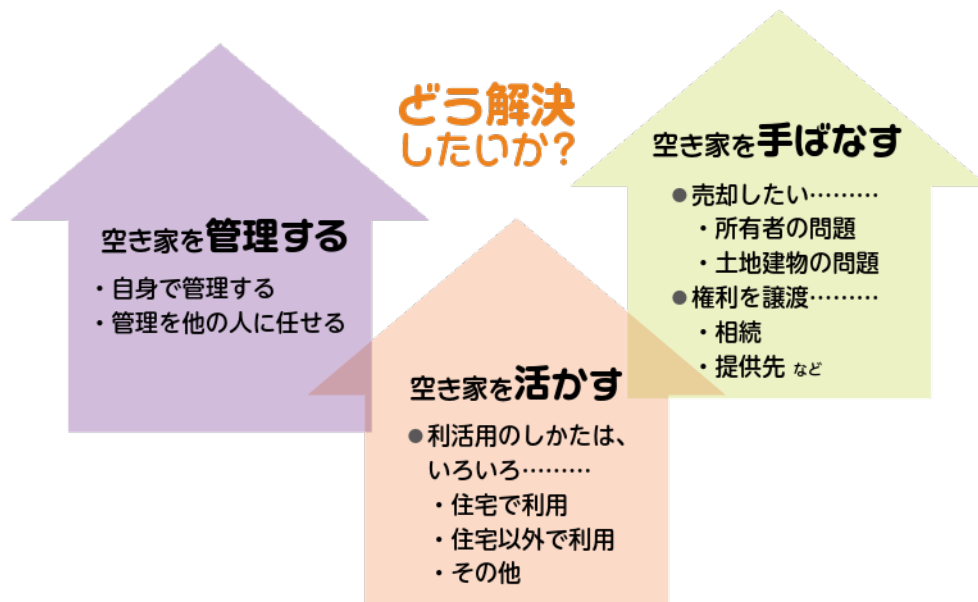 どう解決
したいか?
空き家を管理する
・自身で管理する
・管理を他の人に任せる
空き家を活かす
●利活用のしかたは、
いろいろ………
・住宅で利用
・住宅以外で利用
・その他
空き家を手ばなす
●売却したい………
・所有者の問題
・土地建物の問題
●権利を譲渡………
・相続
・提供先 など